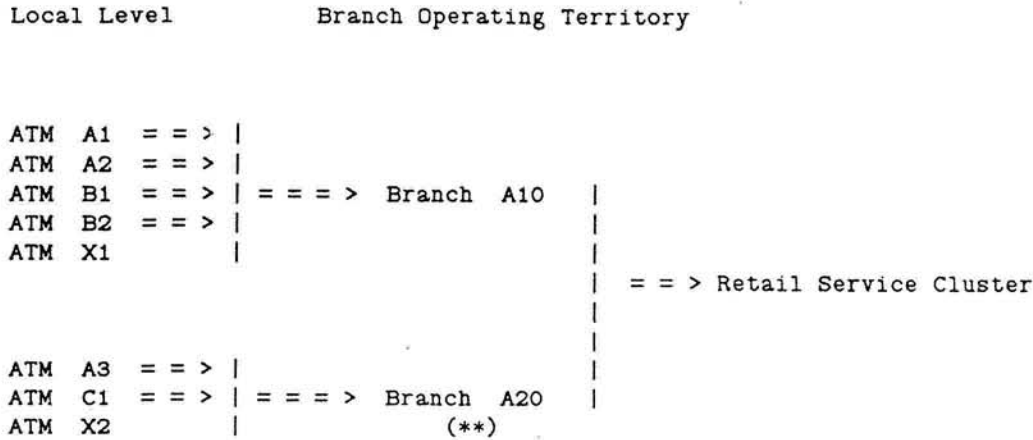 Local Level Branch Operating Territory
ATM A1 = = > |
ATM A2 = = > |
ATM B1 = = > | = = = > Branch A10 |
ATM B2 = = > | |
ATM X1 | |
| = = > Retail Service Cluster
|
|
ATM A3 = = > | |
ATM C1 = = > | = = = > Branch A20 |
ATM X2 | (**)